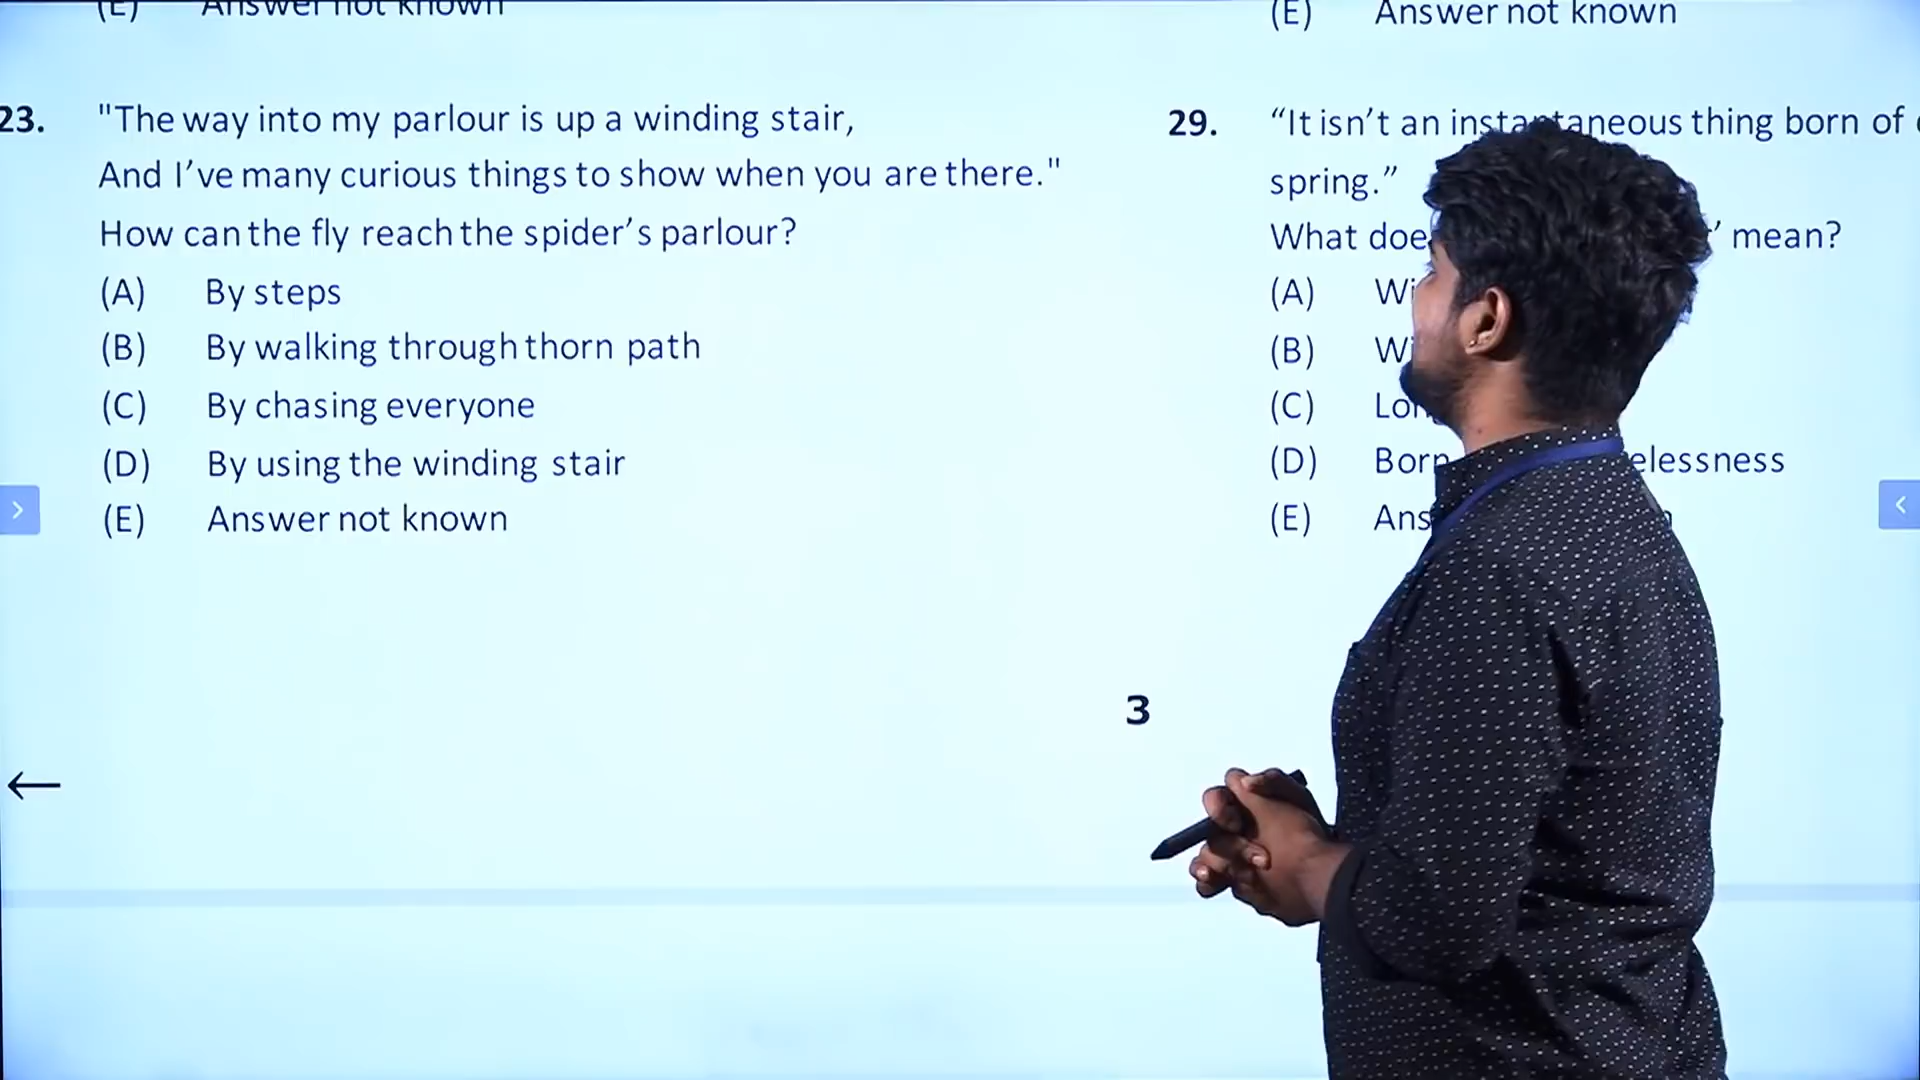 (E) Answer not known
23. "The way into my parlour is up a winding stair,
And I’ve many curious things to show when you are there."
How can the fly reach the spider’s parlour?
(A) By steps
(B) By walking through thorn path
(C) By chasing everyone
(D) By using the winding stair
(E) Answer not known
(E) Answer not known
29. “It isn’t an instantaneous thing born of
spring.”
What mean?
(A)
(B)
(C)
(D) Born
(E)
3